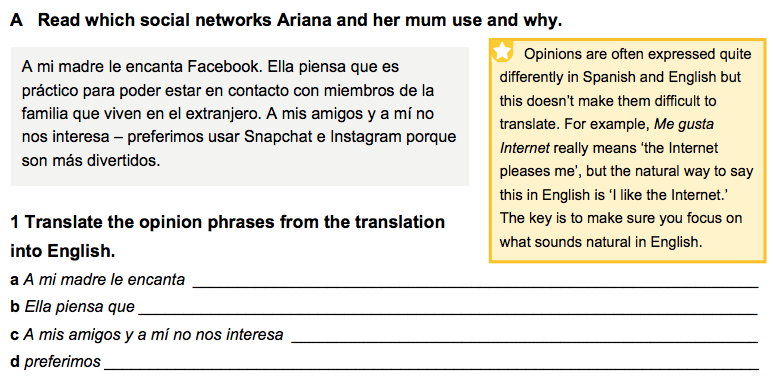 A Read which social networks Ariana and her mum use and why.
A mi madre le encanta Facebook. Ella piensa que es
práctico para poder estar en contacto con miembros de la
familia que viven en el extranjero. A mis amigos y a mí no
nos interesa – preferimos usar Snapchat e Instagram porque
son más divertidos.
Opinions are often expressed quite
differently in Spanish and English but
this doesn’t make them difficult to
translate. For example, Me gusta
Internet really means ‘the Internet
pleases me’, but the natural way to say
this in English is ‘I like the Internet.’
The key is to make sure you focus on
what sounds natural in English.
1 Translate the opinion phrases from the translation
into English.
a A mi madre le encanta
b Ella piensa que
c A mis amigos y a mí no nos interesa
d preferimos